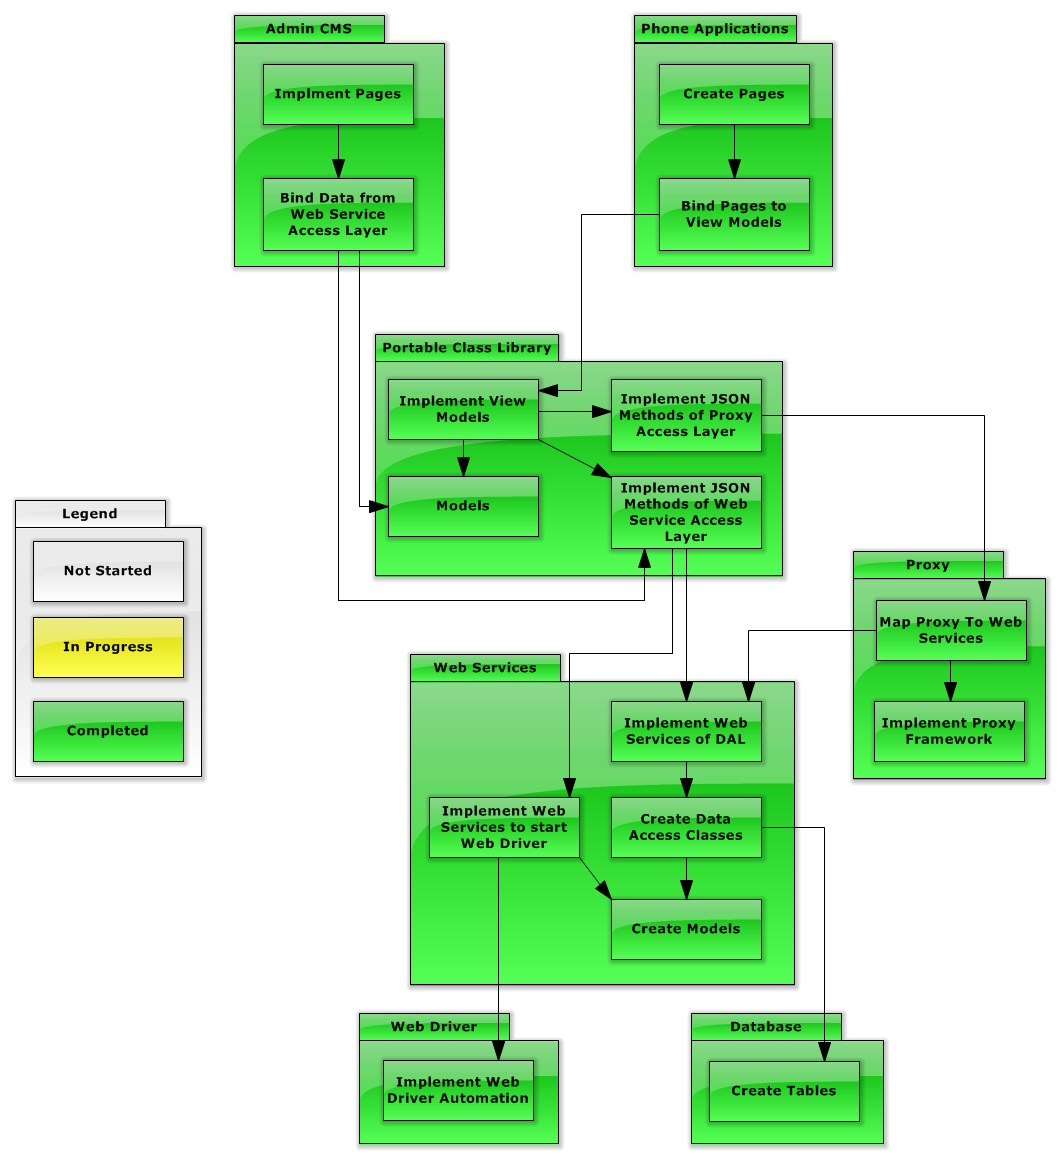 Admin CMS
Implment Pages
Bind Data from
Web Service
Access Layer
Phone Applications
Create Pages
Bind Pages to
View Models
Portable Class Library
Implement View
Models
Implement JSON
Methods of Proxy
Access Layer
Models
Implement JSON
Methods of Web
Service Access
Layer
Legend
Not Started
In Progress
Completed
Proxy
Map Proxy To Web
Services
Implement Proxy
Framework
Web Services
Implement Web
Services of DAL
Implement Web
Services to start
Web Driver
Create Data
Access Classes
Create Models
Web Driver
Implement Web
Driver Automation
Database
Create Tables